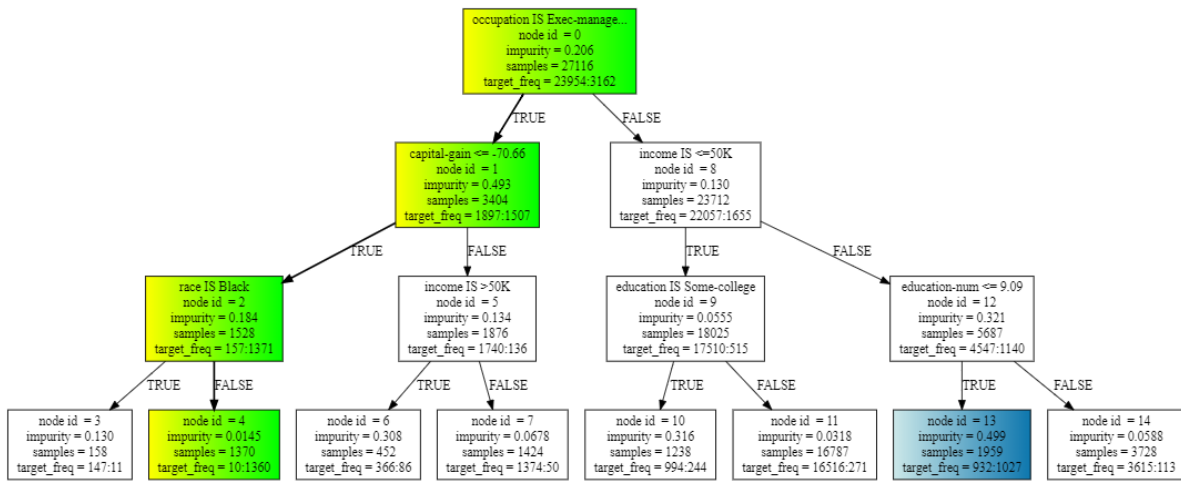 occupation IS Exec-manage...
node id = 0
impurity = 0.206
samples = 27116
target_freq = 23954:3162
TRUE
FALSE
capital-gain <= -70.66
node id = 1
impurity = 0.493
samples = 3404
target_freq = 1897:1507
income IS <=50K
node id = 8
impurity = 0.130
samples = 23712
target_freq = 22057:1655
TRUE
FALSE
TRUE
FALSE
race IS Black
node id = 2
impurity = 0.184
samples = 1528
target_freq = 157:1371
income IS >50K
node id = 5
impurity = 0.134
samples = 1876
target_freq = 1740:136
education IS Some-college
node id = 9
impurity = 0.0555
samples = 18025
target_freq = 17510:515
education-num <= 9.09
node id = 12
impurity = 0.321
samples = 5687
target_freq = 4547:1140
TRUE
FALSE
TRUE
FALSE
TRUE
FALSE
TRUE
FALSE
node id = 3
impurity = 0.130
samples = 158
target_freq = 147:11
node id = 4
impurity = 0.0145
samples = 1370
target_freq = 10:1360
node id = 6
impurity = 0.308
samples = 452
target_freq = 366:86
node id = 7
impurity = 0.0678
samples = 1424
target_freq = 1374:50
node id = 10
impurity = 0.316
samples = 1238
target_freq = 994:244
node id = 11
impurity = 0.0318
samples = 16787
target_freq = 16516:271
node id = 13
impurity = 0.499
samples = 1959
target_freq = 932:1027
node id = 14
impurity = 0.0588
samples = 3728
target_freq = 3615:113